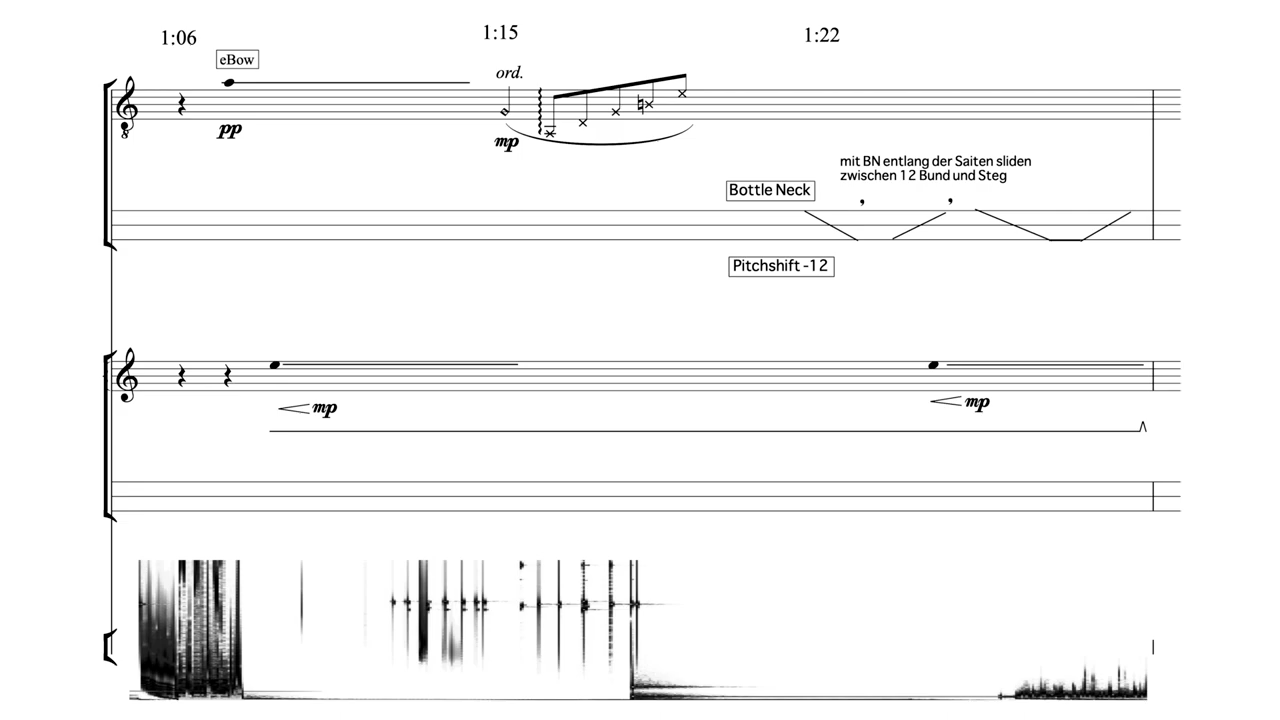 1:06
1:15
1:22
eBow
ord.
8
pp
mp
mit BN entlang der Saiten sliden
zwischen 12 Bund und Steg
Bottle Neck
Pitchshift -12
mp
mp